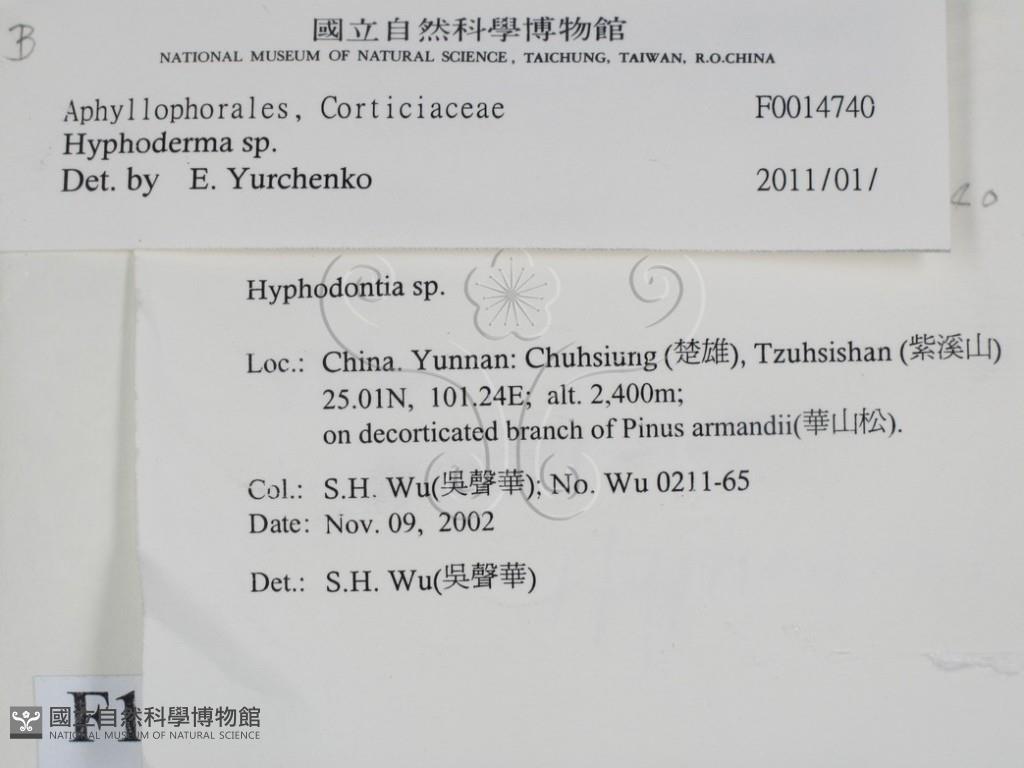 B
國立自然科學博物館
NATIONAL MUSEUM OF NATURAL SCIENCE, TAICHUNG, TAIWAN, R.O.CHINA
Aphyllophorales, Corticiaceae F0014740
Hyphoderma sp.
Det. by E. Yurchenko 2011/01/
Hyphodontia sp.
Loc.: China. Yunnan: Chuhsiung (楚雄), Tzuhsishan (紫溪山)
25.01N, 101.24E; alt. 2,400m;
on decorticated branch of Pinus armandii(華山松).
Col.: S.H. Wu(吳聲華); No. Wu 0211-65
Date: Nov. 09, 2002
Det.: S.H. Wu(吳聲華)
F1
國立自然科學博物館
NATIONAL MUSEUM OF NATURAL SCIENCE